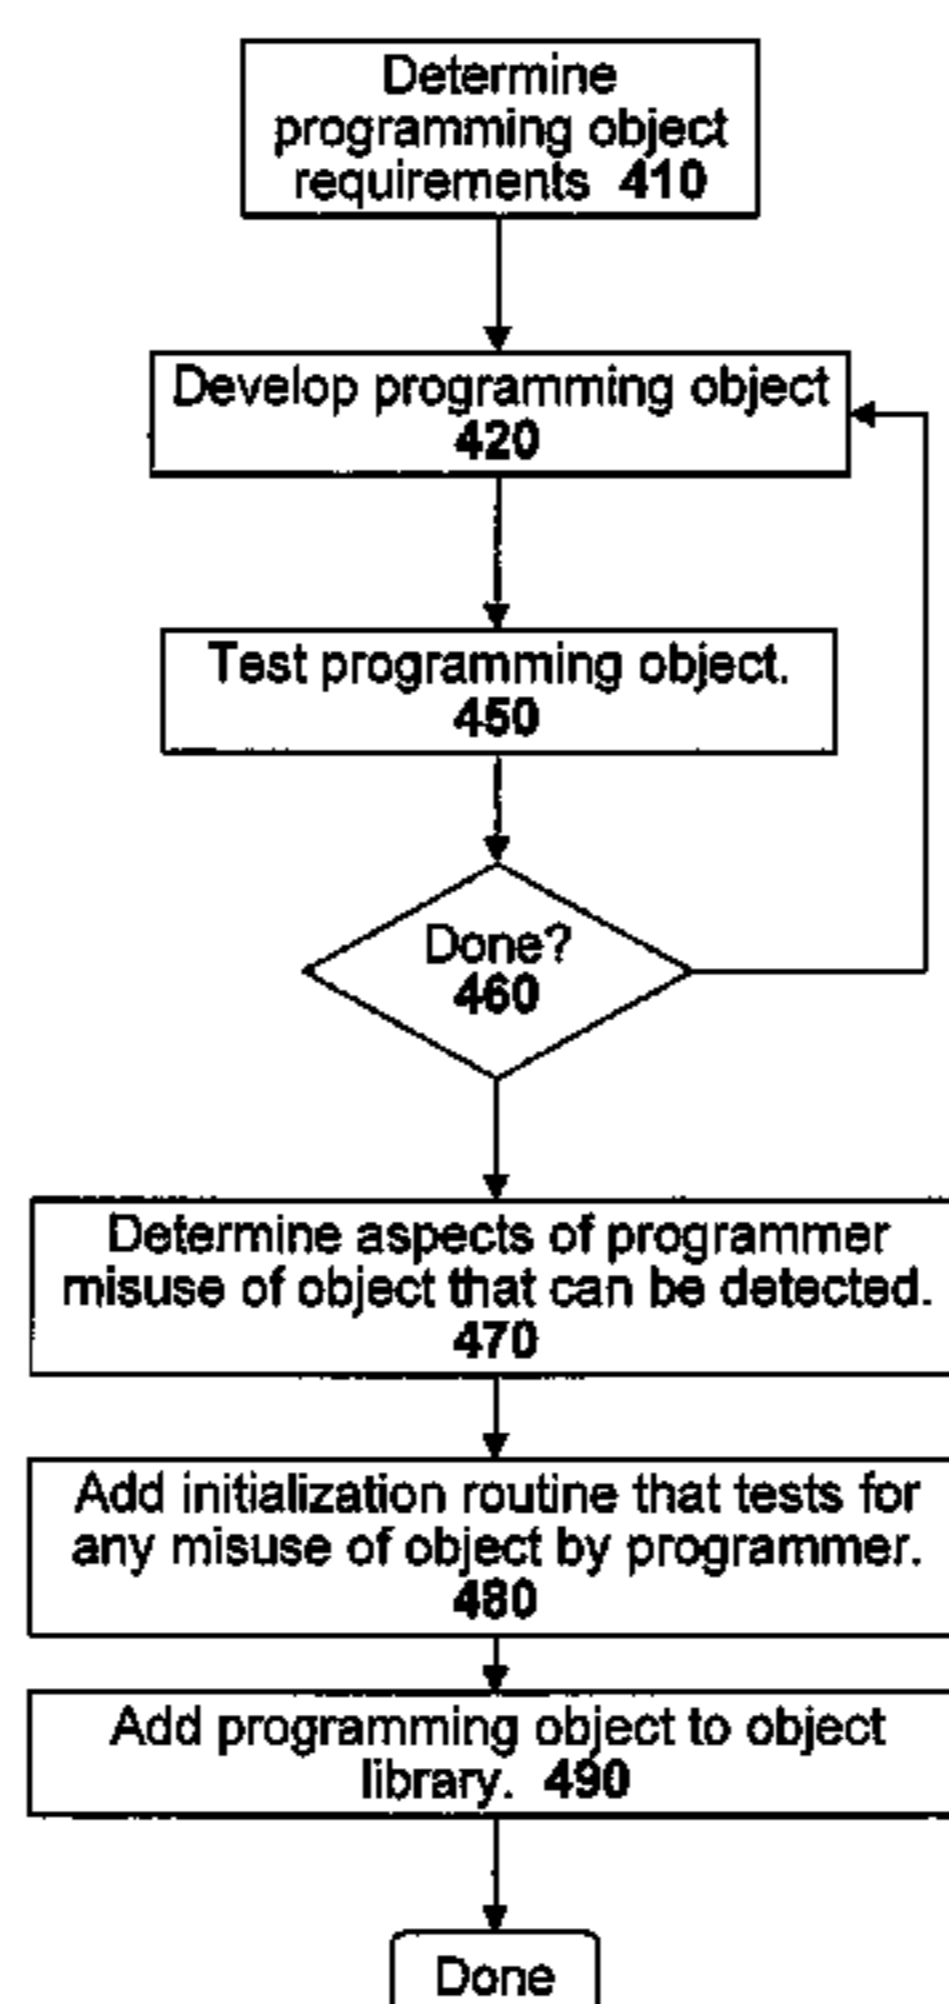 Determine
programming object
requirements 410
Develop programming object
420
Test programming object.
450
Done?
460
Determine aspects of programmer
misuse of object that can be detected.
470
Add initialization routine that tests for
any misuse of object by programmer.
480
Add programming object to object
library. 490
Done